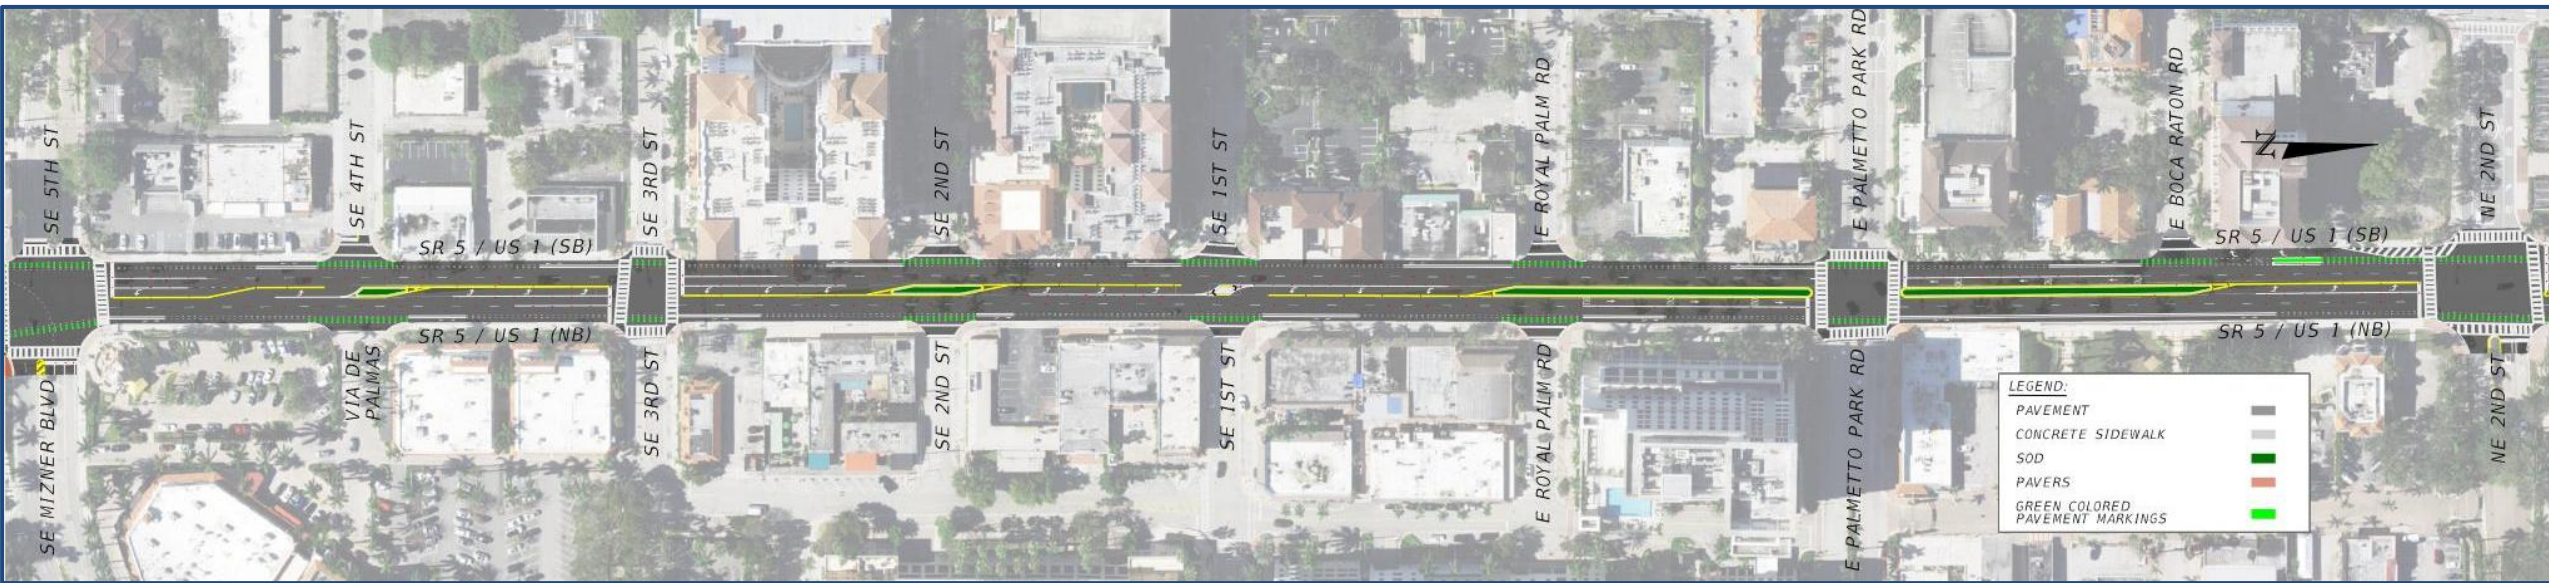 SE 5TH ST
SE 4TH ST
SE 3RD ST
SE 2ND ST
SE 1ST ST
E ROYAL PALM RD
E PALMETTO PARK RD
E BOCA RATON RD
NE 2ND ST
N
SR 5 / US 1 (SB)
SR 5 / US 1 (SB)
SR 5 / US 1 (NB)
SR 5 / US 1 (NB)
SE MIZNER BLVD
VIA DE
PALMAS
SE 3RD ST
SE 2ND ST
SE 1ST ST
E ROYAL PALM RD
E PALMETTO PARK RD
NE 2ND ST
LEGEND:
PAVEMENT
CONCRETE SIDEWALK
SOD
PAVERS
GREEN COLORED
PAVEMENT MARKINGS